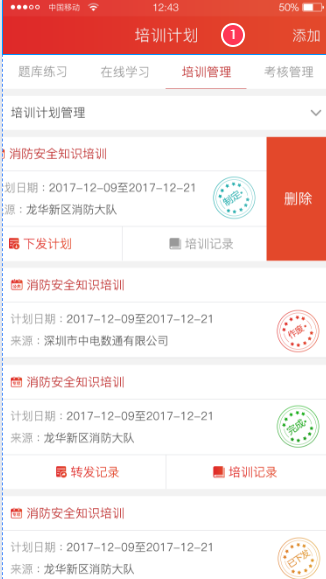 中国移动 12:43 50%
培训计划 1 添加
题库练习 在线学习 培训管理 考核管理
培训计划管理
消防安全知识培训
划日期：2017-12-09至2017-12-21
源：龙华新区消防大队
制定
删除
下发计划 培训记录
消防安全知识培训
计划日期：2017-12-09至2017-12-21
来源：深圳市中电数通有限公司
作废
消防安全知识培训
计划日期：2017-12-09至2017-12-21
来源：龙华新区消防大队
完成
转发记录 培训记录
消防安全知识培训
计划日期：2017-12-09至2017-12-21
来源：龙华新区消防大队
已下发